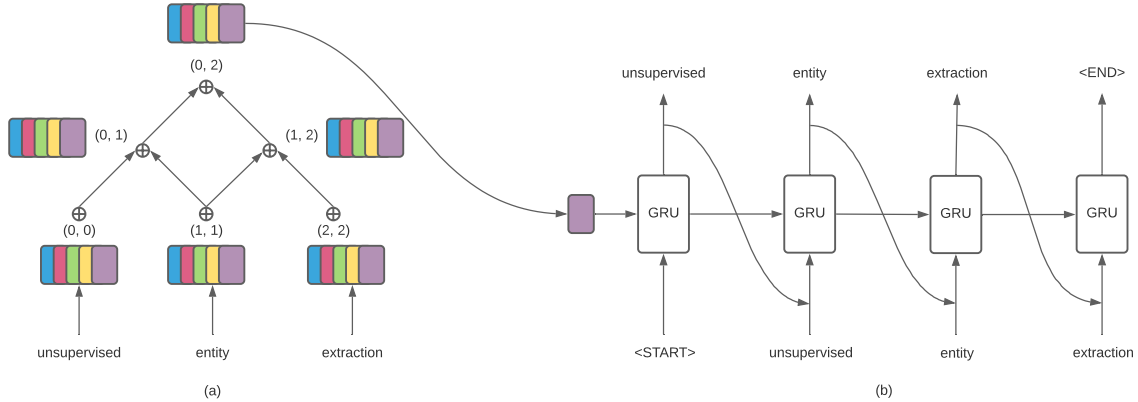 (0, 2)
(0, 1)
(1, 2)
(0, 0)
(1, 1)
(2, 2)
unsupervised
entity
extraction
(a)
unsupervised
entity
extraction
<END>
GRU
GRU
GRU
GRU
<START>
unsupervised
entity
extraction
(b)